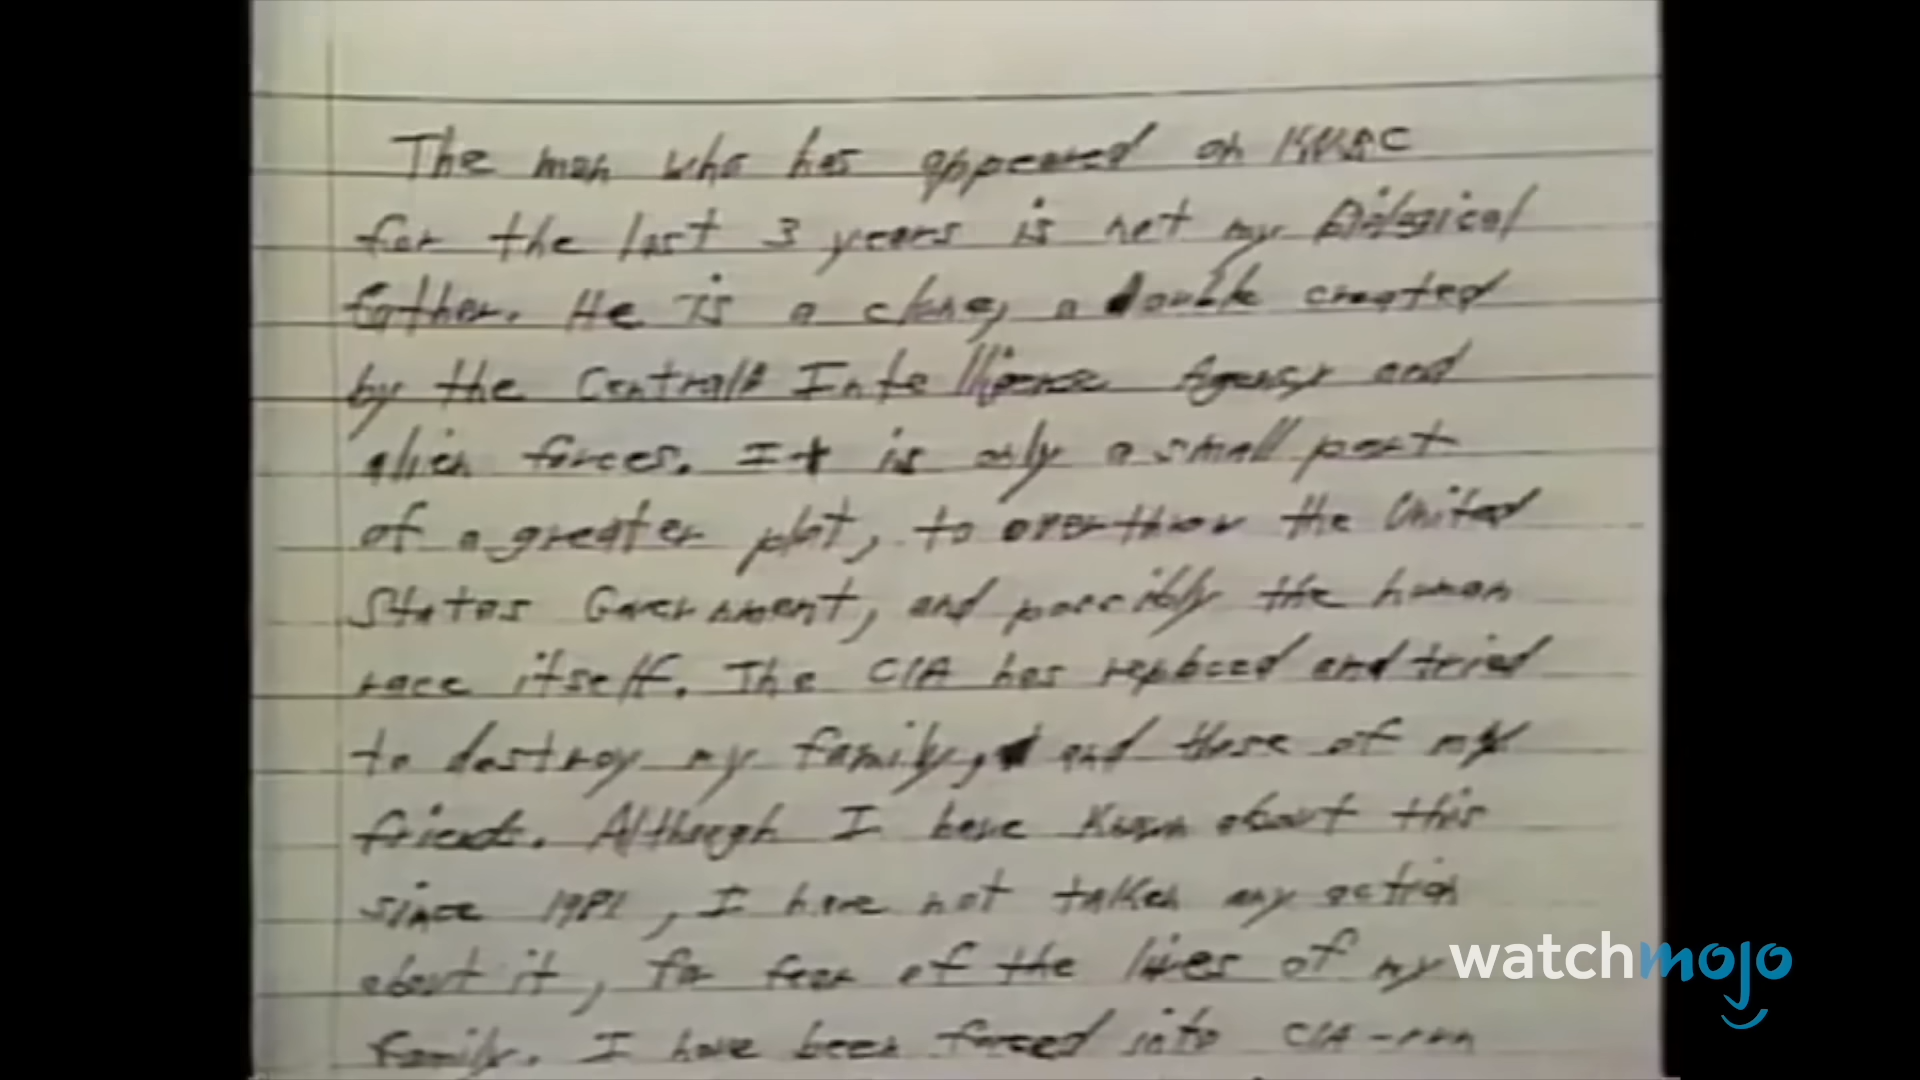 The man who has appeared on KNBC
for the last 3 years is not my Biological
father. He is a clone, a double created
by the Central Intelligence Agency and
alien forces. It is only a small part
of a greater plot, to overthrow the United
States Government, and possibly the human
race itself. The CIA has replaced and tried
to destroy my family, and those of my
friends. Although I have Known about this
since 1981, I have not taken any action
about it, for fear of the lives of my
family. I have been forced into CIA-run
watchmojo